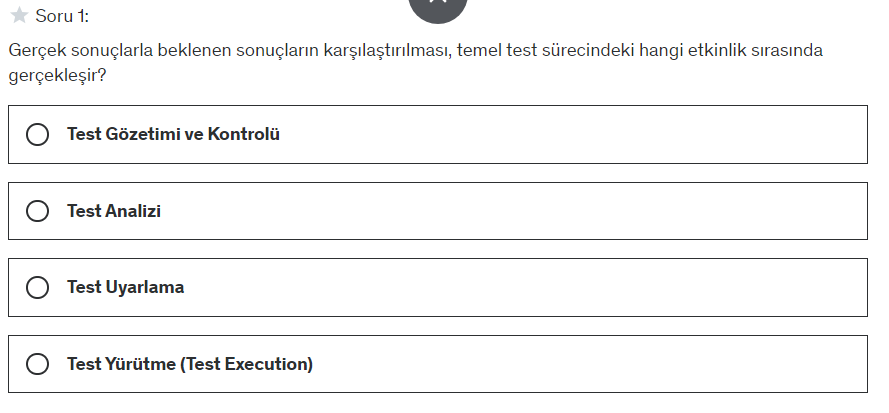 Soru 1:
Gerçek sonuçlarla beklenen sonuçların karşılaştırılması, temel test sürecindeki hangi etkinlik sırasında
gerçekleşir?
Test Gözetimi ve Kontrolü
Test Analizi
Test Uyarlama
Test Yürütme (Test Execution)